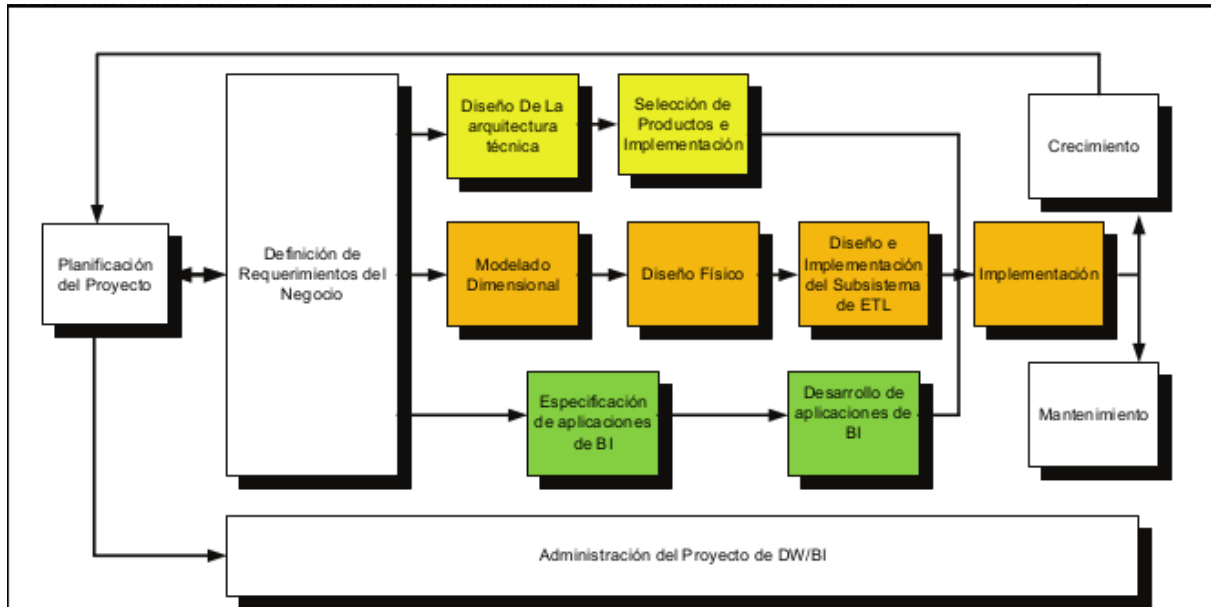 Planificación
del Proyecto
Definición de
Requerimientos del
Negocio
Diseño De La
arquitectura
técnica
Selección de
Productos e
Implementación
Modelado
Dimensional
Diseño Físico
Diseño e
Implementación
del Subsistema
de ETL
Implementación
Especificación
de aplicaciones
de BI
Desarrollo de
aplicaciones de
BI
Crecimiento
Mantenimiento
Administración del Proyecto de DW/BI